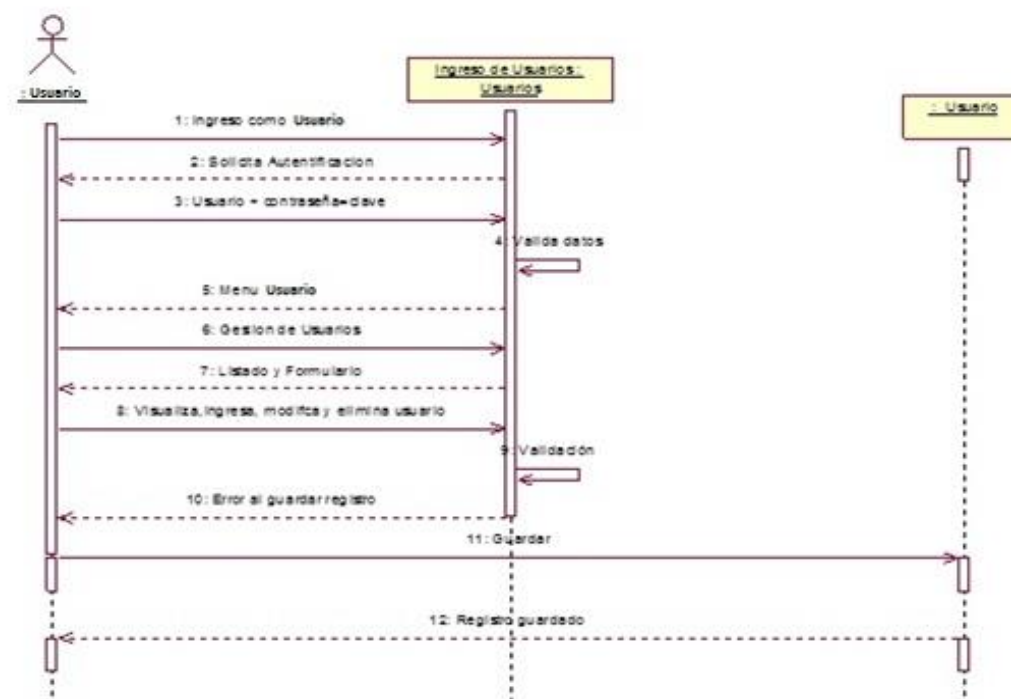 : Usuario
Ingreso de Usuarios :
Usuarios
: Usuario
1: Ingreso como Usuario
2: Solicita Autentificacion
3: Usuario + contraseña=clave
4: Valida datos
5: Menu Usuario
6: Gestion de Usuarios
7: Listado y Formulario
8: Visualiza,Ingresa, modifca y elimina usuario
9: Validación
10: Error al guardar registro
11: Guardar
12: Registro guardado